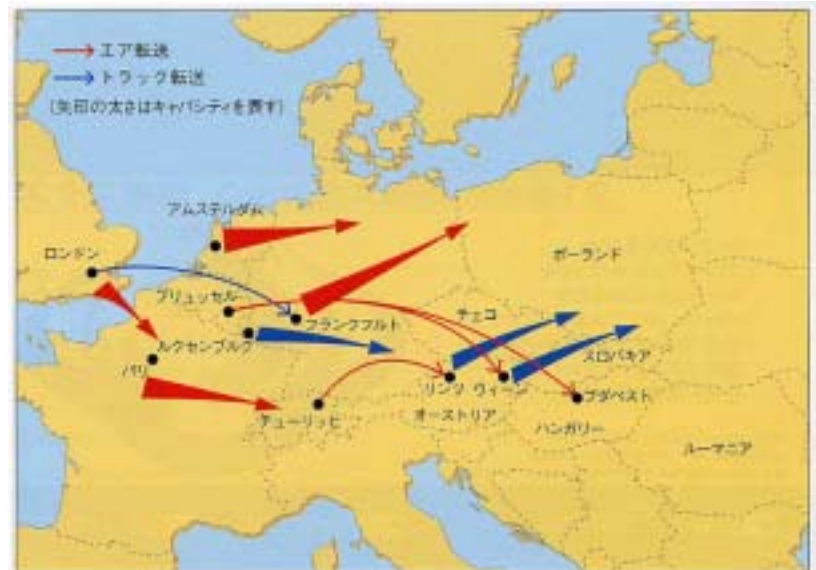 エア転送
トラック転送
(矢印の太さはキャパシティを表す)
アムステルダム
ロンドン
ポーランド
ブリュッセル
チェコ
フランクフルト
ルクセンブルク
スロバキア
パリ
リンツ ウィーン
ブダペスト
チューリッヒ
オーストリア
ハンガリー
ルーマニア